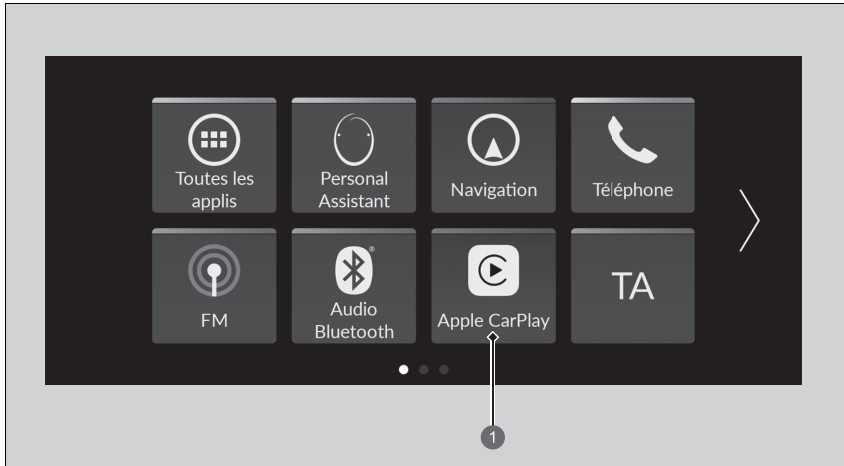 Toutes les
applis
Personal
Assistant
Navigation
Téléphone
FM
®
Audio
Bluetooth
Apple CarPlay
TA
1